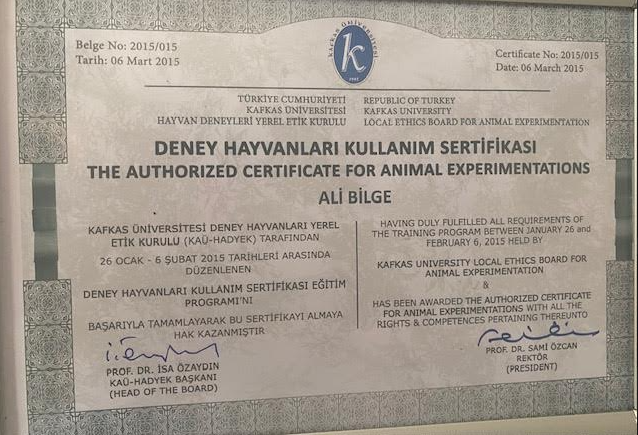 KAFKAS ÜNİVERSİTESİ
k
1992
Belge No: 2015/015
Tarih: 06 Mart 2015
Certificate No: 2015/015
Date: 06 March 2015
TÜRKİYE CUMHURİYETİ
KAFKAS ÜNİVERSİTESİ
HAYVAN DENEYLERİ YEREL ETİK KURULU
REPUBLIC OF TURKEY
KAFKAS UNIVERSITY
LOCAL ETHICS BOARD FOR ANIMAL EXPERIMENTATION
DENEY HAYVANLARI KULLANIM SERTİFİKASI
THE AUTHORIZED CERTIFICATE FOR ANIMAL EXPERIMENTATIONS
ALİ BİLGE
KAFKAS ÜNİVERSİTESİ DENEY HAYVANLARI YEREL
ETİK KURULU (KAÜ-HADYEK) TARAFINDAN
26 OCAK - 6 ŞUBAT 2015 TARİHLERİ ARASINDA
DÜZENLENEN
DENEY HAYVANLARI KULLANIM SERTİFİKASI EĞİTİM
PROGRAMI'NI
BAŞARIYLA TAMAMLAYARAK BU SERTİFİKAYI ALMAYA
HAK KAZANMIŞTIR
PROF. DR. İSA ÖZAYDIN
KAÜ-HADYEK BAŞKANI
(HEAD OF THE BOARD)
HAVING DULY FULFILLED ALL REQUIREMENTS OF
THE TRAINING PROGRAM BETWEEN JANUARY 26 and
FEBRUARY 6, 2015 HELD BY
KAFKAS UNIVERSITY LOCAL ETHICS BOARD FOR
ANIMAL EXPERIMENTATION
&
HAS BEEN AWARDED THE AUTHORIZED CERTIFICATE
FOR ANIMAL EXPERIMENTATIONS WITH ALL THE
RIGHTS & COMPETENCES PERTAINING THEREUNTO
PROF. DR. SAMİ ÖZCAN
REKTÖR
(PRESIDENT)